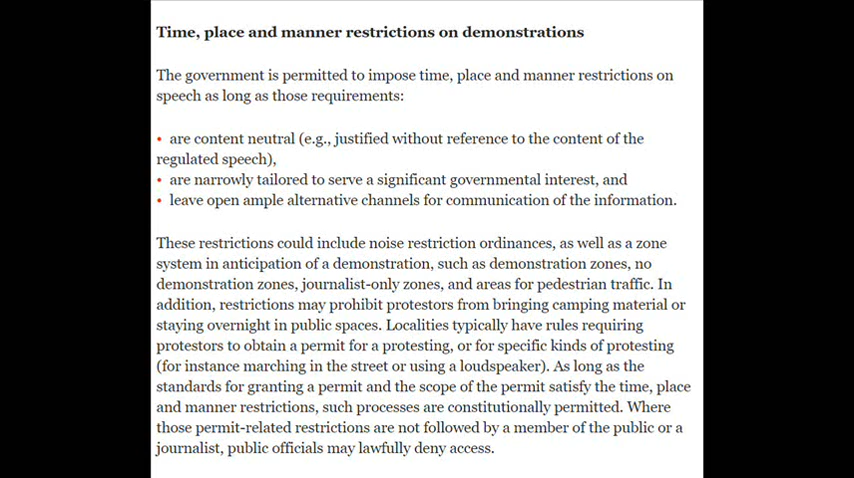 Time, place and manner restrictions on demonstrations
The government is permitted to impose time, place and manner restrictions on
speech as long as those requirements:
• are content neutral (e.g., justified without reference to the content of the
regulated speech),
• are narrowly tailored to serve a significant governmental interest, and
• leave open ample alternative channels for communication of the information.
These restrictions could include noise restriction ordinances, as well as a zone
system in anticipation of a demonstration, such as demonstration zones, no
demonstration zones, journalist-only zones, and areas for pedestrian traffic. In
addition, restrictions may prohibit protestors from bringing camping material or
staying overnight in public spaces. Localities typically have rules requiring
protestors to obtain a permit for a protesting, or for specific kinds of protesting
(for instance marching in the street or using a loudspeaker). As long as the
standards for granting a permit and the scope of the permit satisfy the time, place
and manner restrictions, such processes are constitutionally permitted. Where
those permit-related restrictions are not followed by a member of the public or a
journalist, public officials may lawfully deny access.